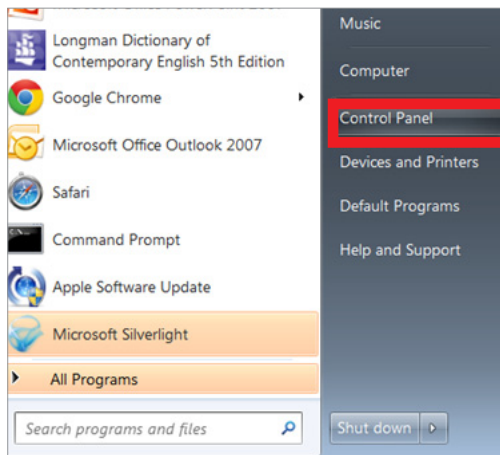 Longman Dictionary of
Contemporary English 5th Edition
Google Chrome
Microsoft Office Outlook 2007
Safari
Command Prompt
Apple Software Update
Microsoft Silverlight
All Programs
Search programs and files
Music
Computer
Control Panel
Devices and Printers
Default Programs
Help and Support
Shut down